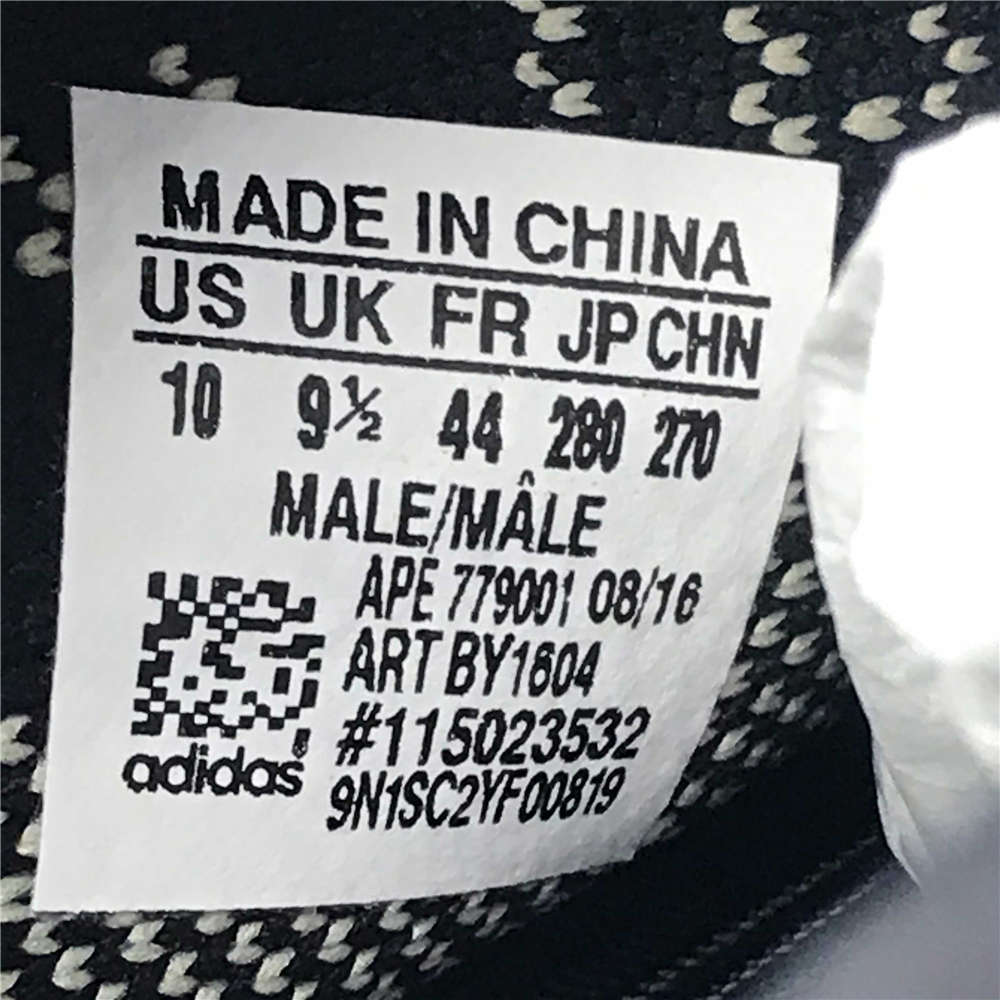 MADE IN CHINA
US UK FR JP CHN
10 9½ 44 280 270
MALE/MÂLE
APE 779001 08/16
ART BY1604
#115023532
9N1SC2YF00819
adidas®